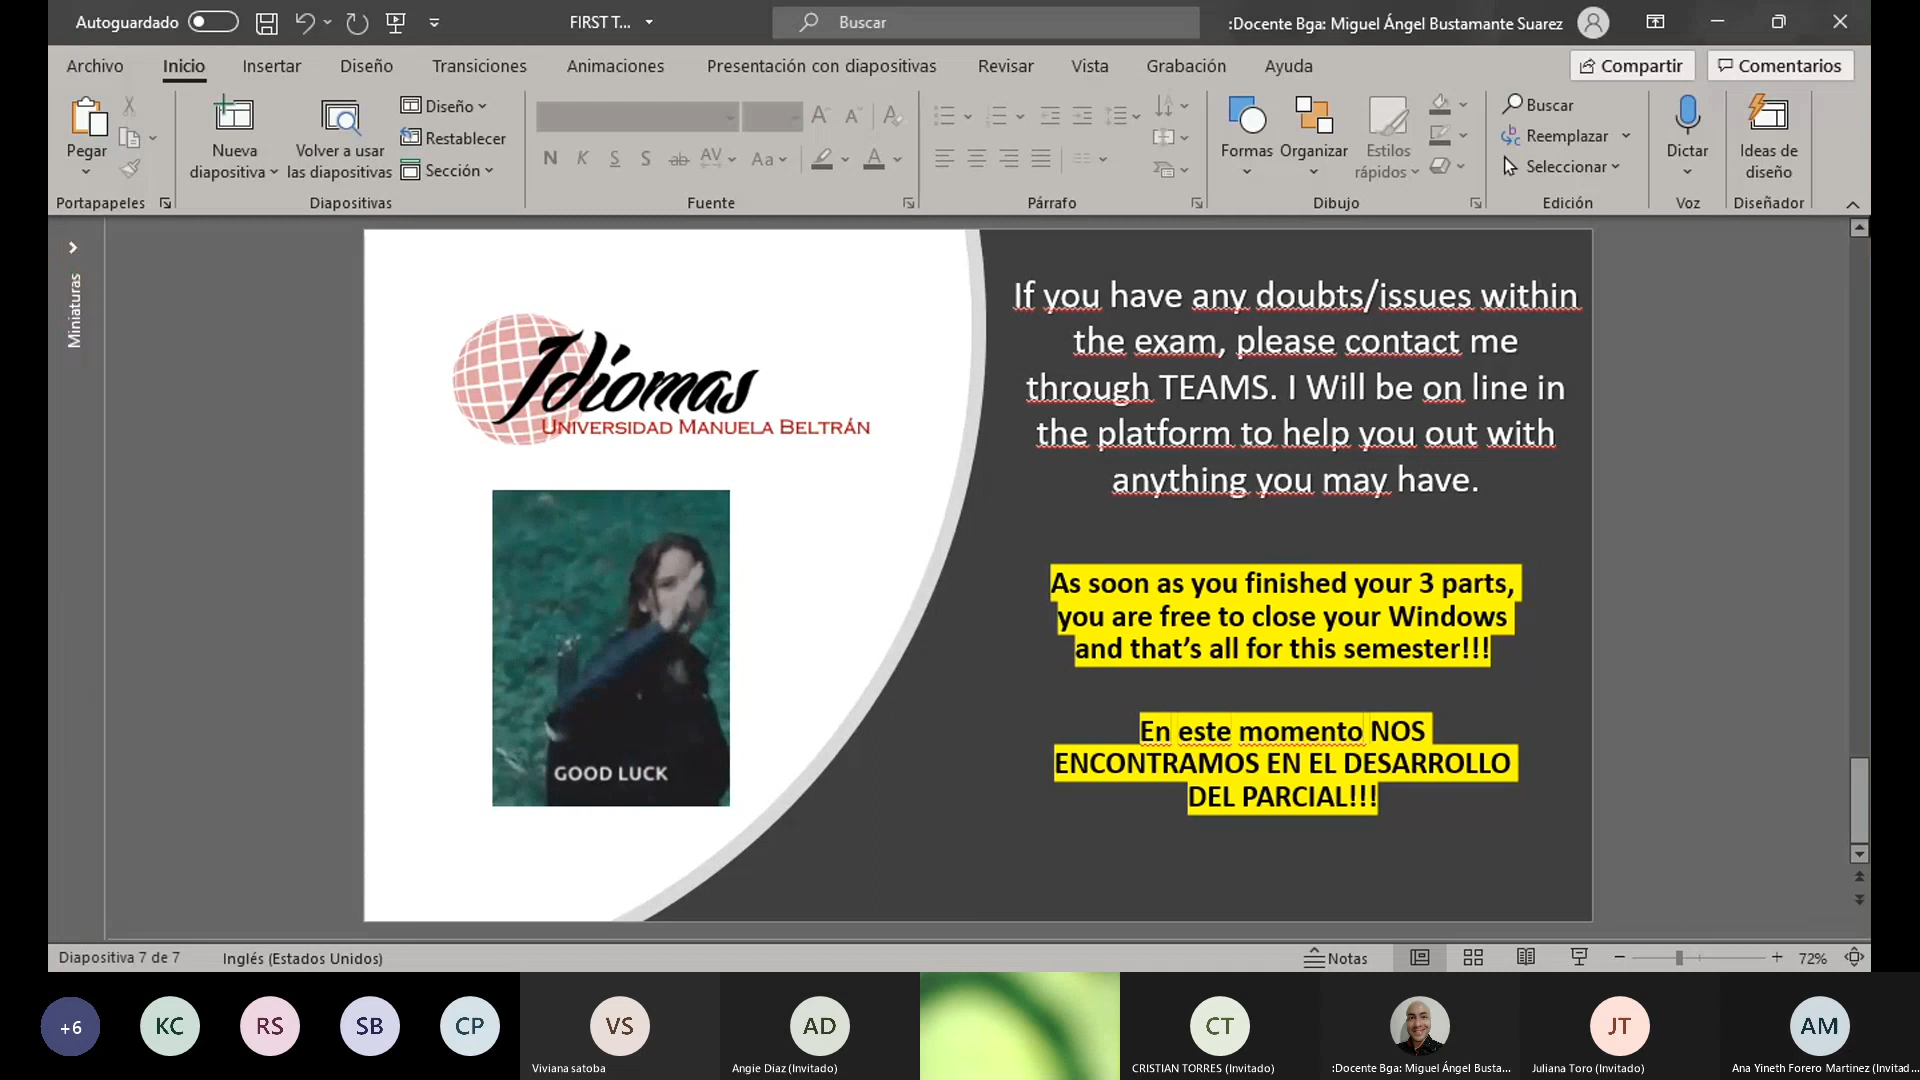 Autoguardado
FIRST T...
Buscar
:Docente Bga: Miguel Ángel Bustamante Suarez
Archivo Inicio Insertar Diseño Transiciones Animaciones Presentación con diapositivas Revisar Vista Grabación Ayuda Compartir Comentarios
Pegar
Portapapeles
Nueva
diapositiva
Volver a usar
las diapositivas
Diseño
Restablecer
Sección
Diapositivas
N K S S ab AV Aa A
Fuente
Párrafo
Formas
Organizar
Estilos
rápidos
Dibujo
Buscar
Reemplazar
Seleccionar
Edición
Dictar
Voz
Ideas de
diseño
Diseñador
Miniaturas
Idiomas
UNIVERSIDAD MANUELA BELTRÁN
GOOD LUCK
If you have any doubts/issues within
the exam, please contact me
through TEAMS. I Will be on line in
the platform to help you out with
anything you may have.
As soon as you finished your 3 parts,
you are free to close your Windows
and that's all for this semester!!!
En este momento NOS
ENCONTRAMOS EN EL DESARROLLO
DEL PARCIAL!!!
Diapositiva 7 de 7
Inglés (Estados Unidos)
Notas
72%
+6
KC
RS
SB
CP
VS
Viviana satoba
AD
Angie Diaz (Invitado)
CT
CRISTIAN TORRES (Invitado)
:Docente Bga: Miguel Ángel Busta...
JT
Juliana Toro (Invitado)
AM
Ana Yineth Forero Martinez (Invitad...